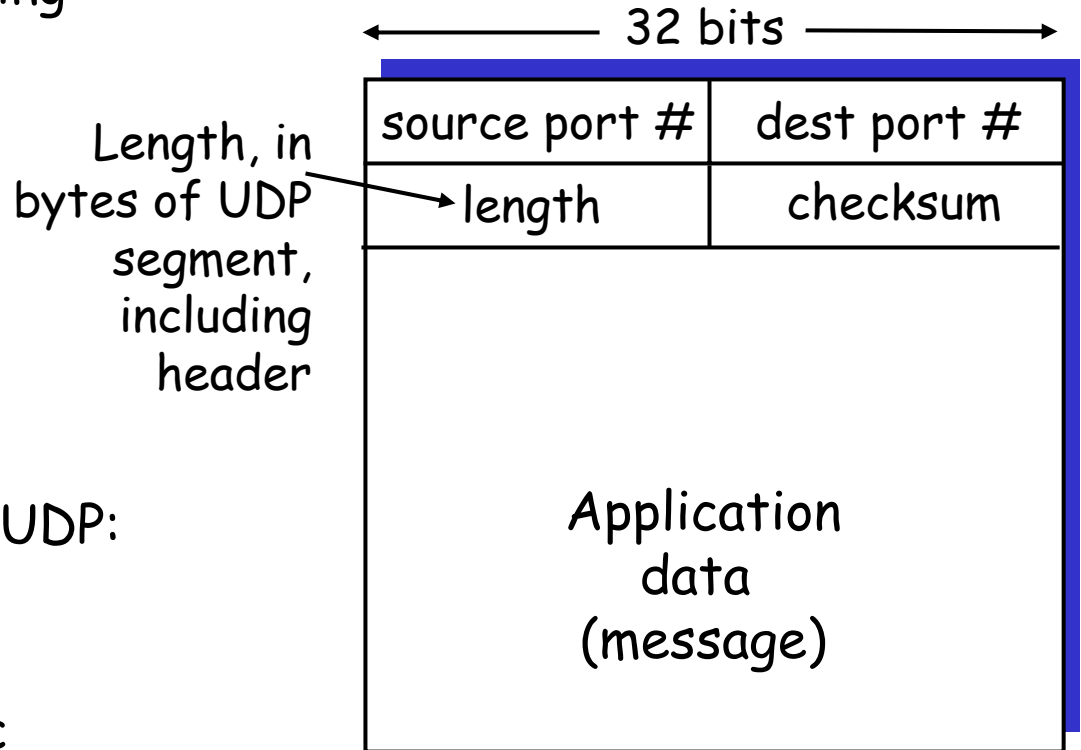 32 bits
source port #
dest port #
Length, in
bytes of UDP
segment,
including
header
length
checksum
UDP:
Application
data
(message)